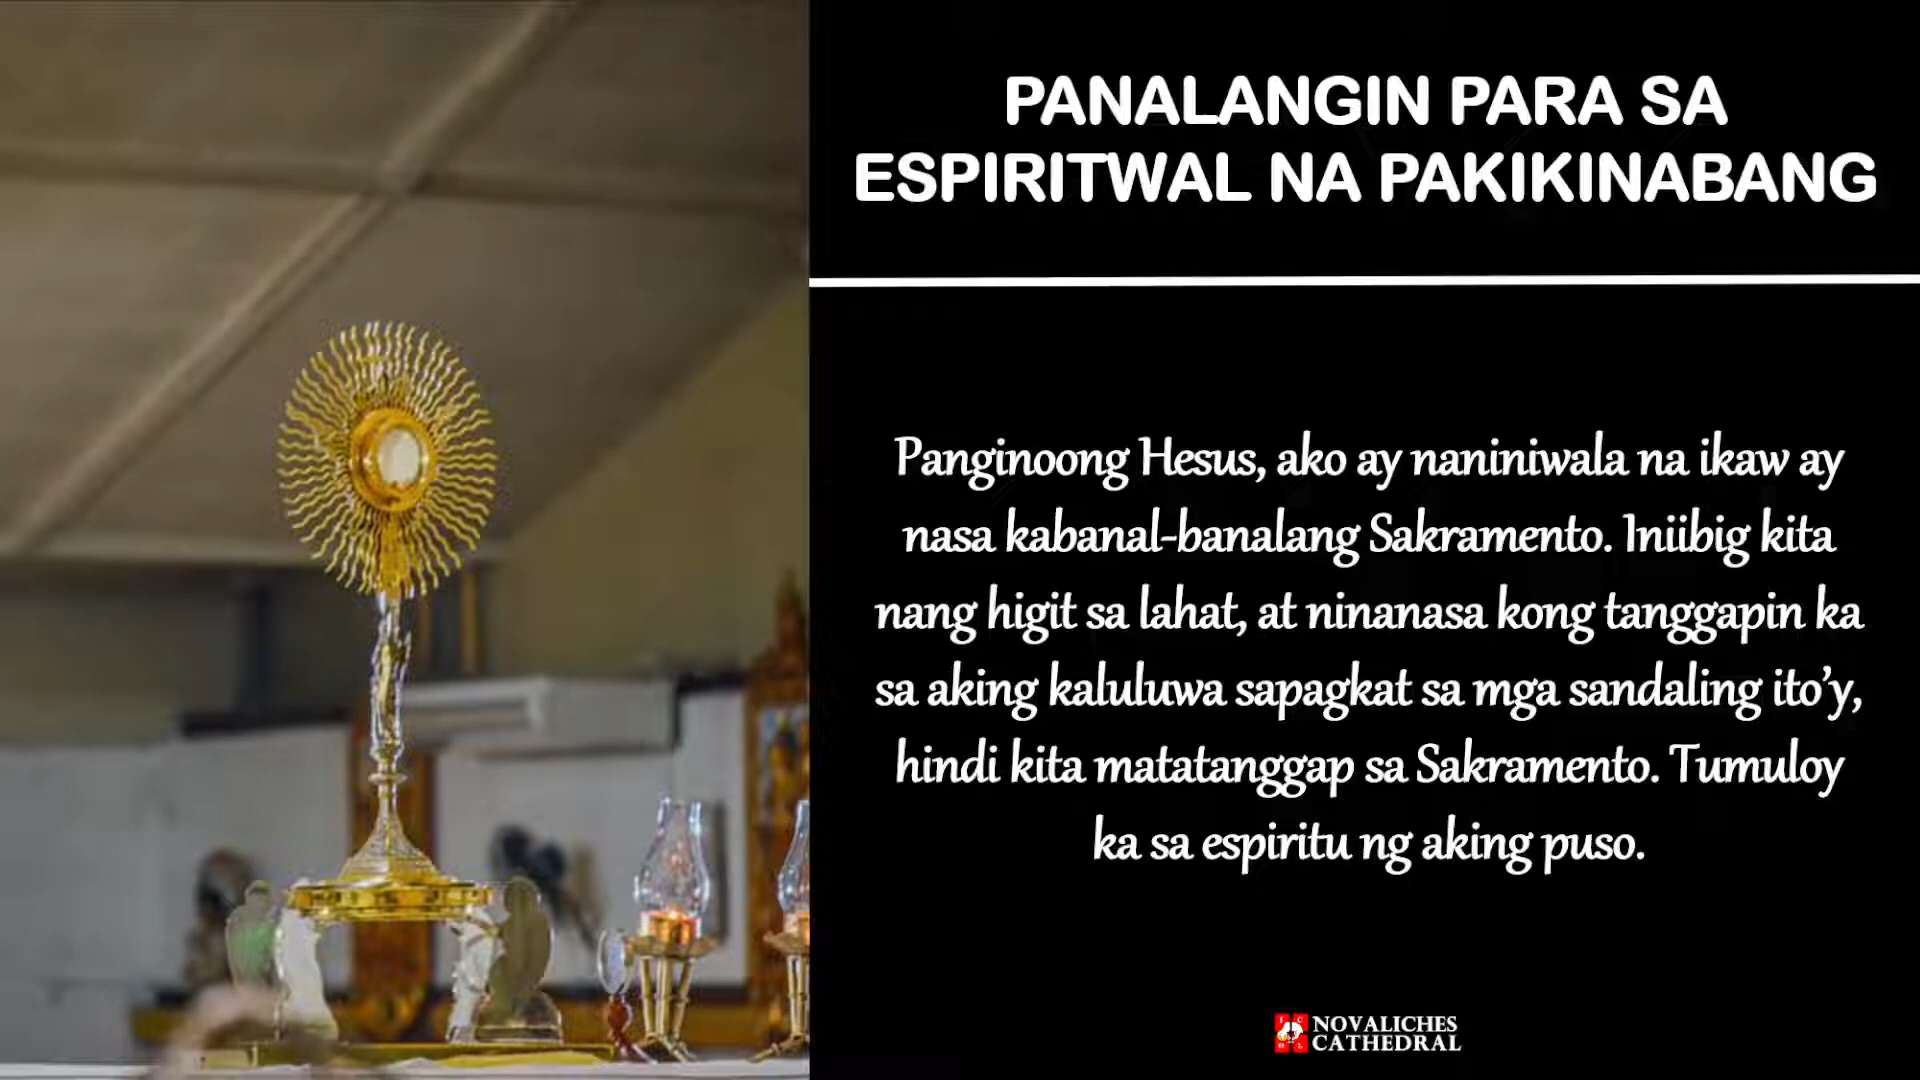 PANALANGIN PARA SA
ESPIRITWAL NA PAKIKINABANG
Panginoong Hesus, ako ay naniniwala na ikaw ay
nasa kabanal-banalang Sakramento. Iniibig kita
nang higit sa lahat, at ninanasa kong tanggapin ka
sa aking kaluluwa sapagkat sa mga sandaling ito’y,
hindi kita matatanggap sa Sakramento. Tumuloy
ka sa espiritu ng aking puso.
NOVALICHES
CATHEDRAL